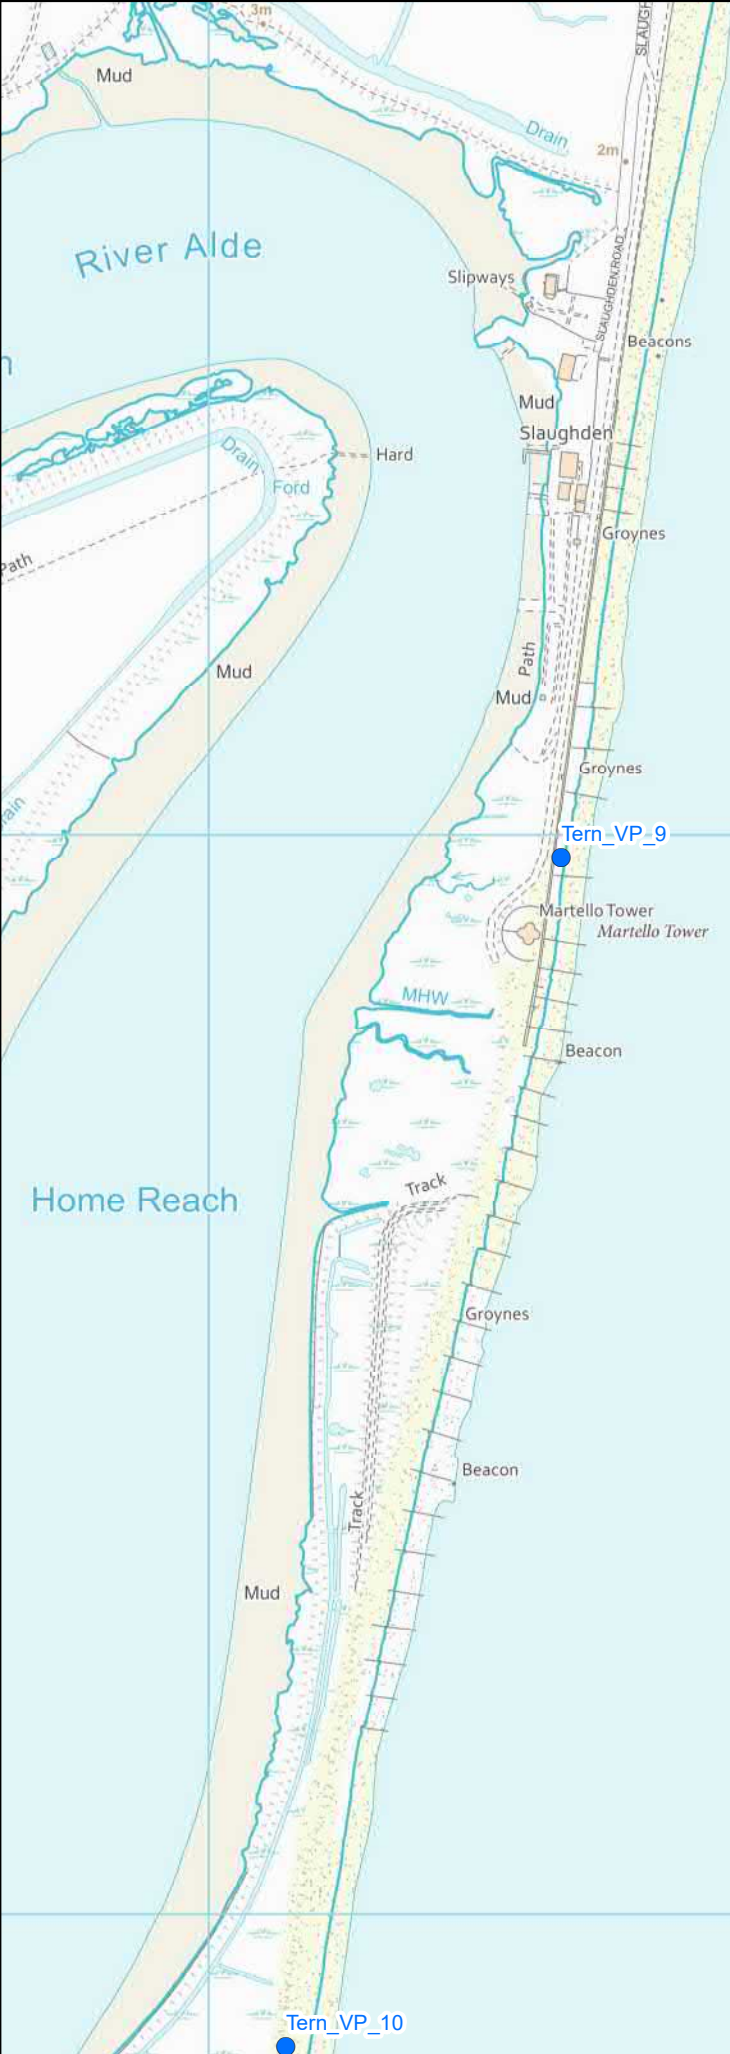 3m
SLAUGH
Mud
Drain
2m
River Alde
Slipways
SLAUGHDEN ROAD
Beacons
n
Mud
Slaughden
Drain
Hard
Ford
Groynes
Path
Path
Mud
Mud
Groynes
rain
Tern_VP_9
Martello Tower
Martello Tower
MHW
Beacon
Track
Home Reach
Groynes
Beacon
Track
Mud
Tern_VP_10